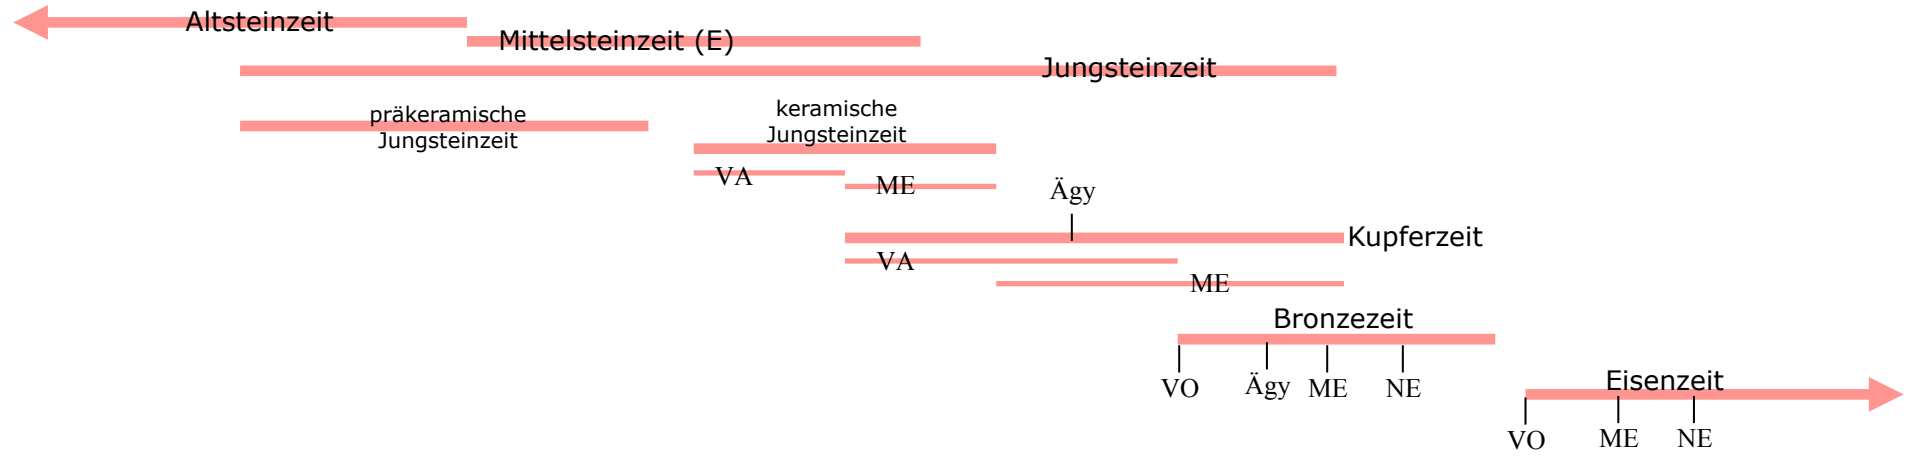 Altsteinzeit
Mittelsteinzeit (E)
Jungsteinzeit
präkeramische
Jungsteinzeit
keramische
Jungsteinzeit
VA
ME
Ägy
Kupferzeit
VA
ME
Bronzezeit
VO
Ägy
ME
NE
Eisenzeit
VO
ME
NE